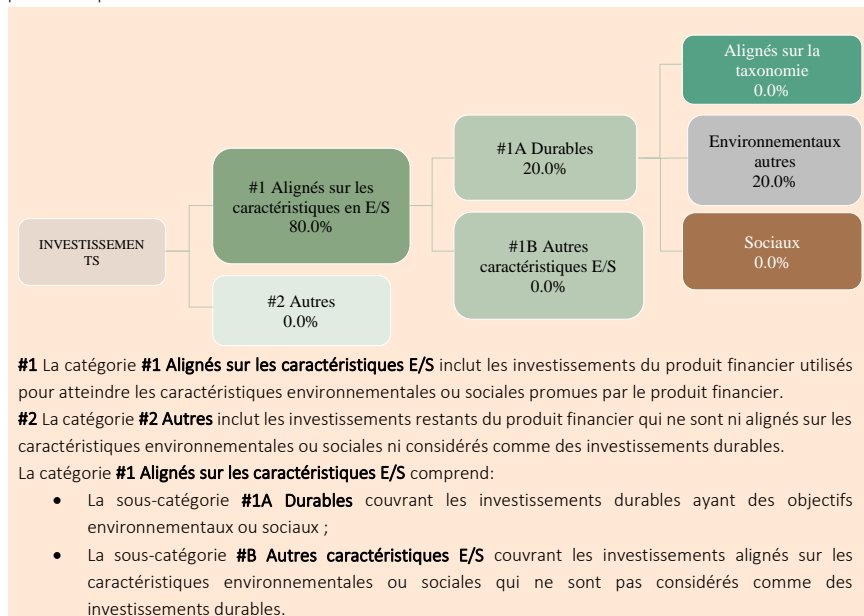 Alignés sur la
taxonomie
0.0%
#1A Durables
20.0%
Environnementaux
autres
20.0%
#1 Alignés sur les
caractéristiques en E/S
80.0%
INVESTISSEMEN
TS
#1B Autres
caractéristiques E/S
0.0%
Sociaux
0.0%
#2 Autres
0.0%
#1 La catégorie #1 Alignés sur les caractéristiques E/S inclut les investissements du produit financier utilisés
pour atteindre les caractéristiques environnementales ou sociales promues par le produit financier.
#2 La catégorie #2 Autres inclut les investissements restants du produit financier qui ne sont ni alignés sur les
caractéristiques environnementales ou sociales ni considérés comme des investissements durables.
La catégorie #1 Alignés sur les caractéristiques E/S comprend:
• La sous-catégorie #1A Durables couvrant les investissements durables ayant des objectifs
environnementaux ou sociaux ;
• La sous-catégorie #B Autres caractéristiques E/S couvrant les investissements alignés sur les
caractéristiques environnementales ou sociales qui ne sont pas considérés comme des
investissements durables.